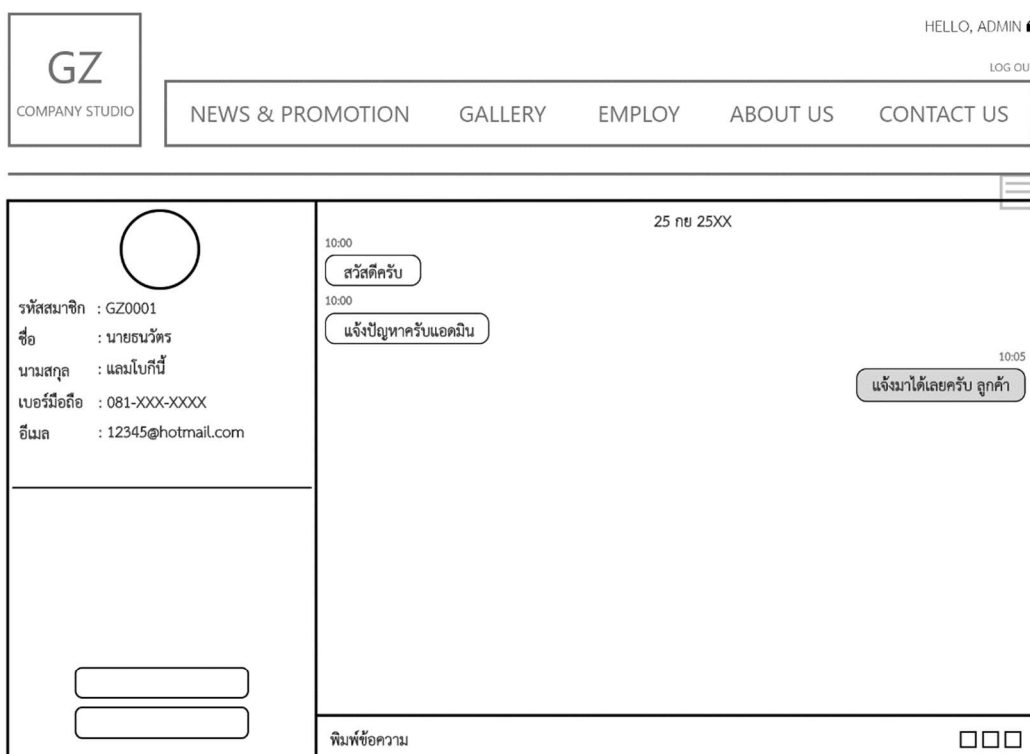 HELLO, ADMIN
GZ
COMPANY STUDIO
LOG OU
NEWS & PROMOTION GALLERY EMPLOY ABOUT US CONTACT US
รหัสสมาชิก : GZ0001
ชื่อ : นายธนวัตร
นามสกุล : แลมโบกีนี้
เบอร์มือถือ : 081-XXX-XXXX
อีเมล : 12345@hotmail.com
25 กย 25XX
10:00
สวัสดีครับ
10:00
แจ้งปัญหาครับแอดมิน
10:05
แจ้งมาได้เลยครับ ลูกค้า
พิมพ์ข้อความ